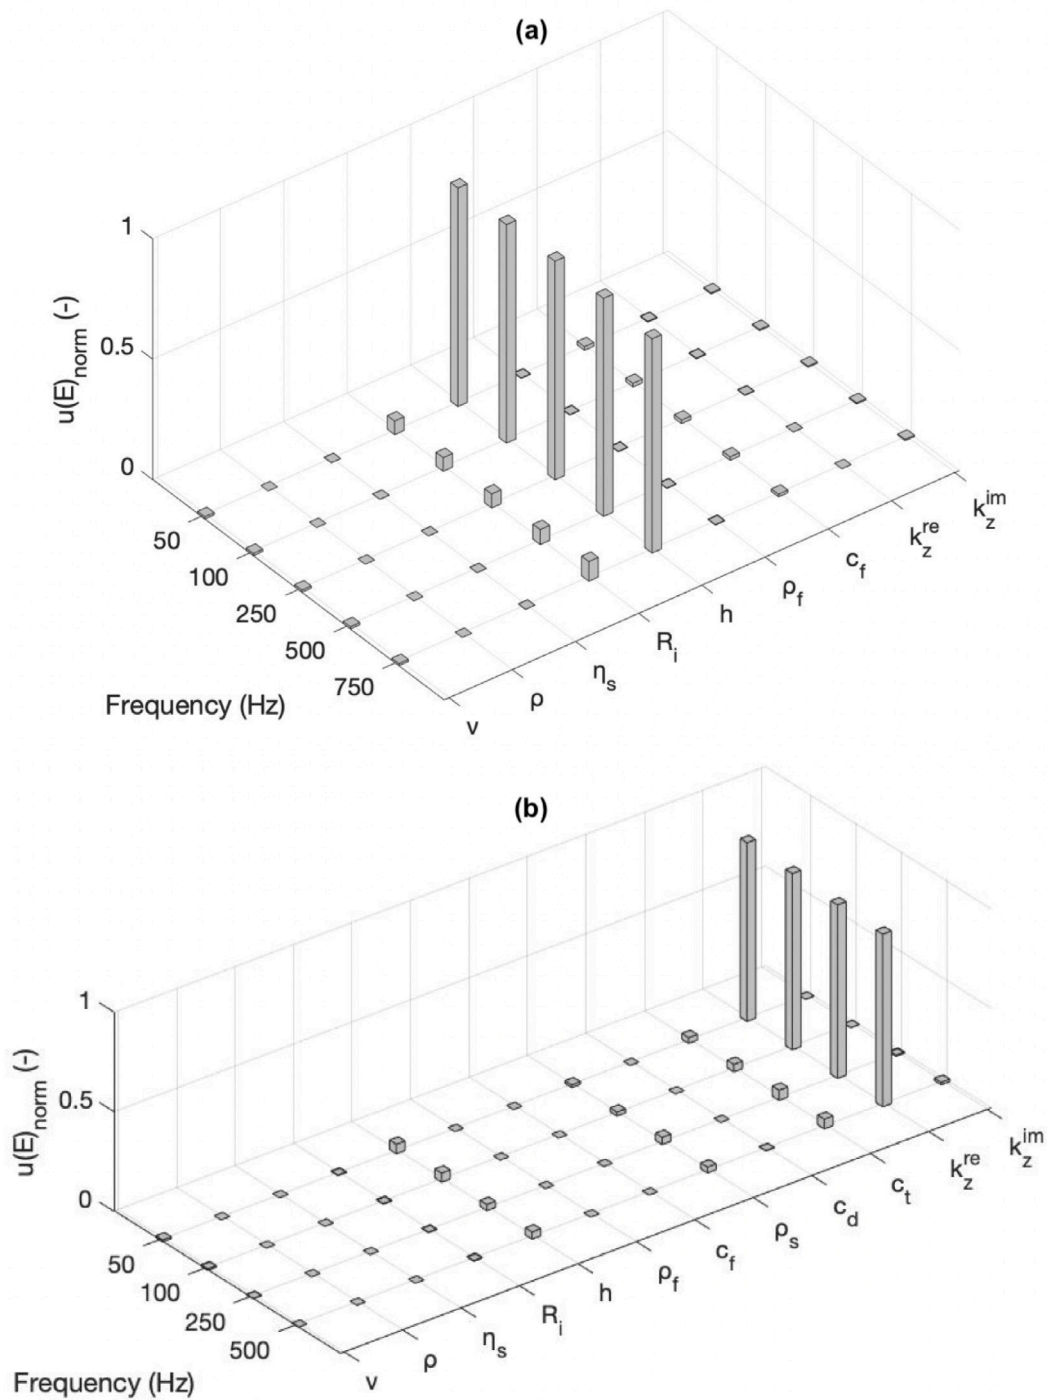 (a)
1
0.5
0
u(E)norm (-)
50
100
250
500
750
Frequency (Hz)
ν
ρ
ηs
Ri
h
ρf
cf
kzre
kzim
(b)
1
0.5
0
u(E)norm (-)
50
100
250
500
Frequency (Hz)
ν
ρ
ηs
Ri
h
ρf
cf
ρs
cd
ct
kzre
kzim